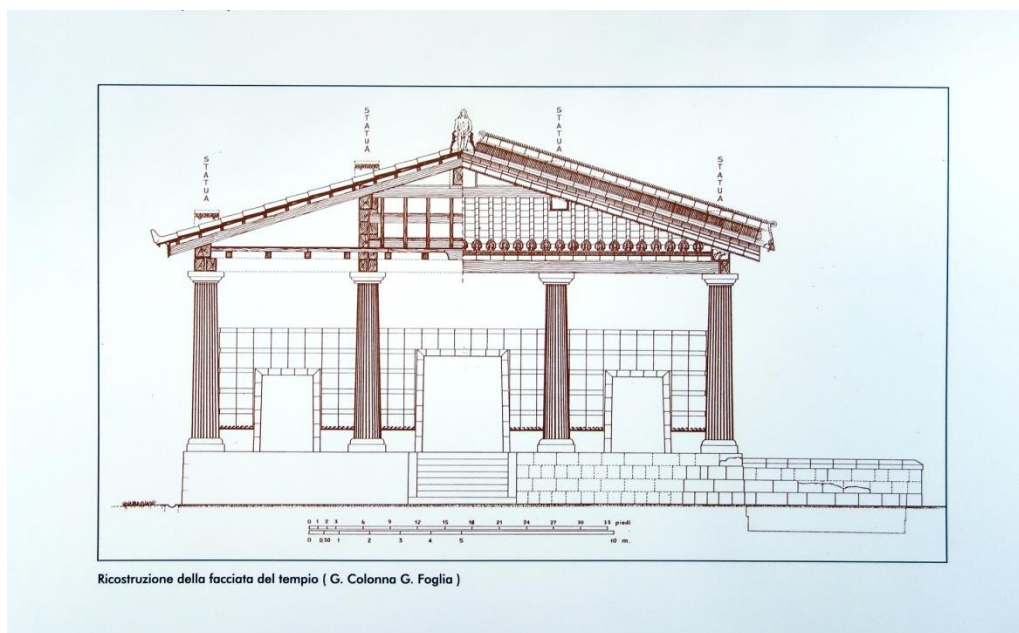 STATUA
STATUA
STATUA
STATUA
0 1 2 3 6 9 12 15 18 21 24 27 30 33 piedi
0 0,50 1 2 3 4 5 10 m.
Ricostruzione della facciata del tempio ( G. Colonna G. Foglia )